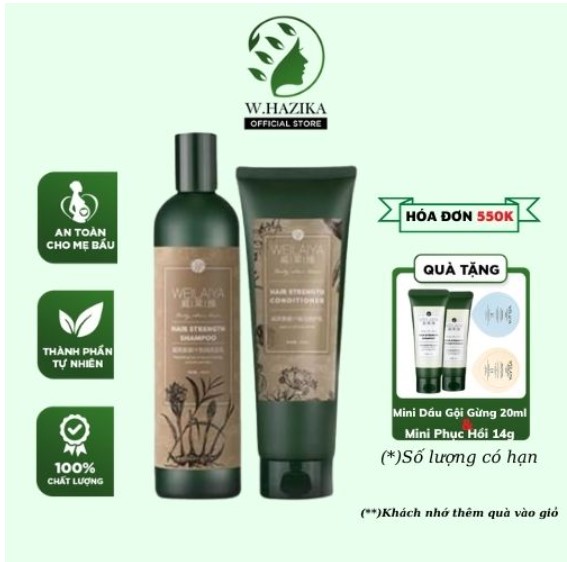 W.HAZIKA
OFFICIAL STORE
AN TOÀN
CHO MẸ BẦU
THÀNH PHẦN
TỰ NHIÊN
100%
CHẤT LƯỢNG
WEILAIYA
HAIR STRENGTH
SHAMPOO
WEILAIYA
HAIR STRENGTH
CONDITIONER
HÓA ĐƠN 550K
QUÀ TẶNG
Mini Dầu Gội Gừng 20ml
&
Mini Phục Hồi 14g
(*)Số lượng có hạn
(**)Khách nhớ thêm quà vào giỏ